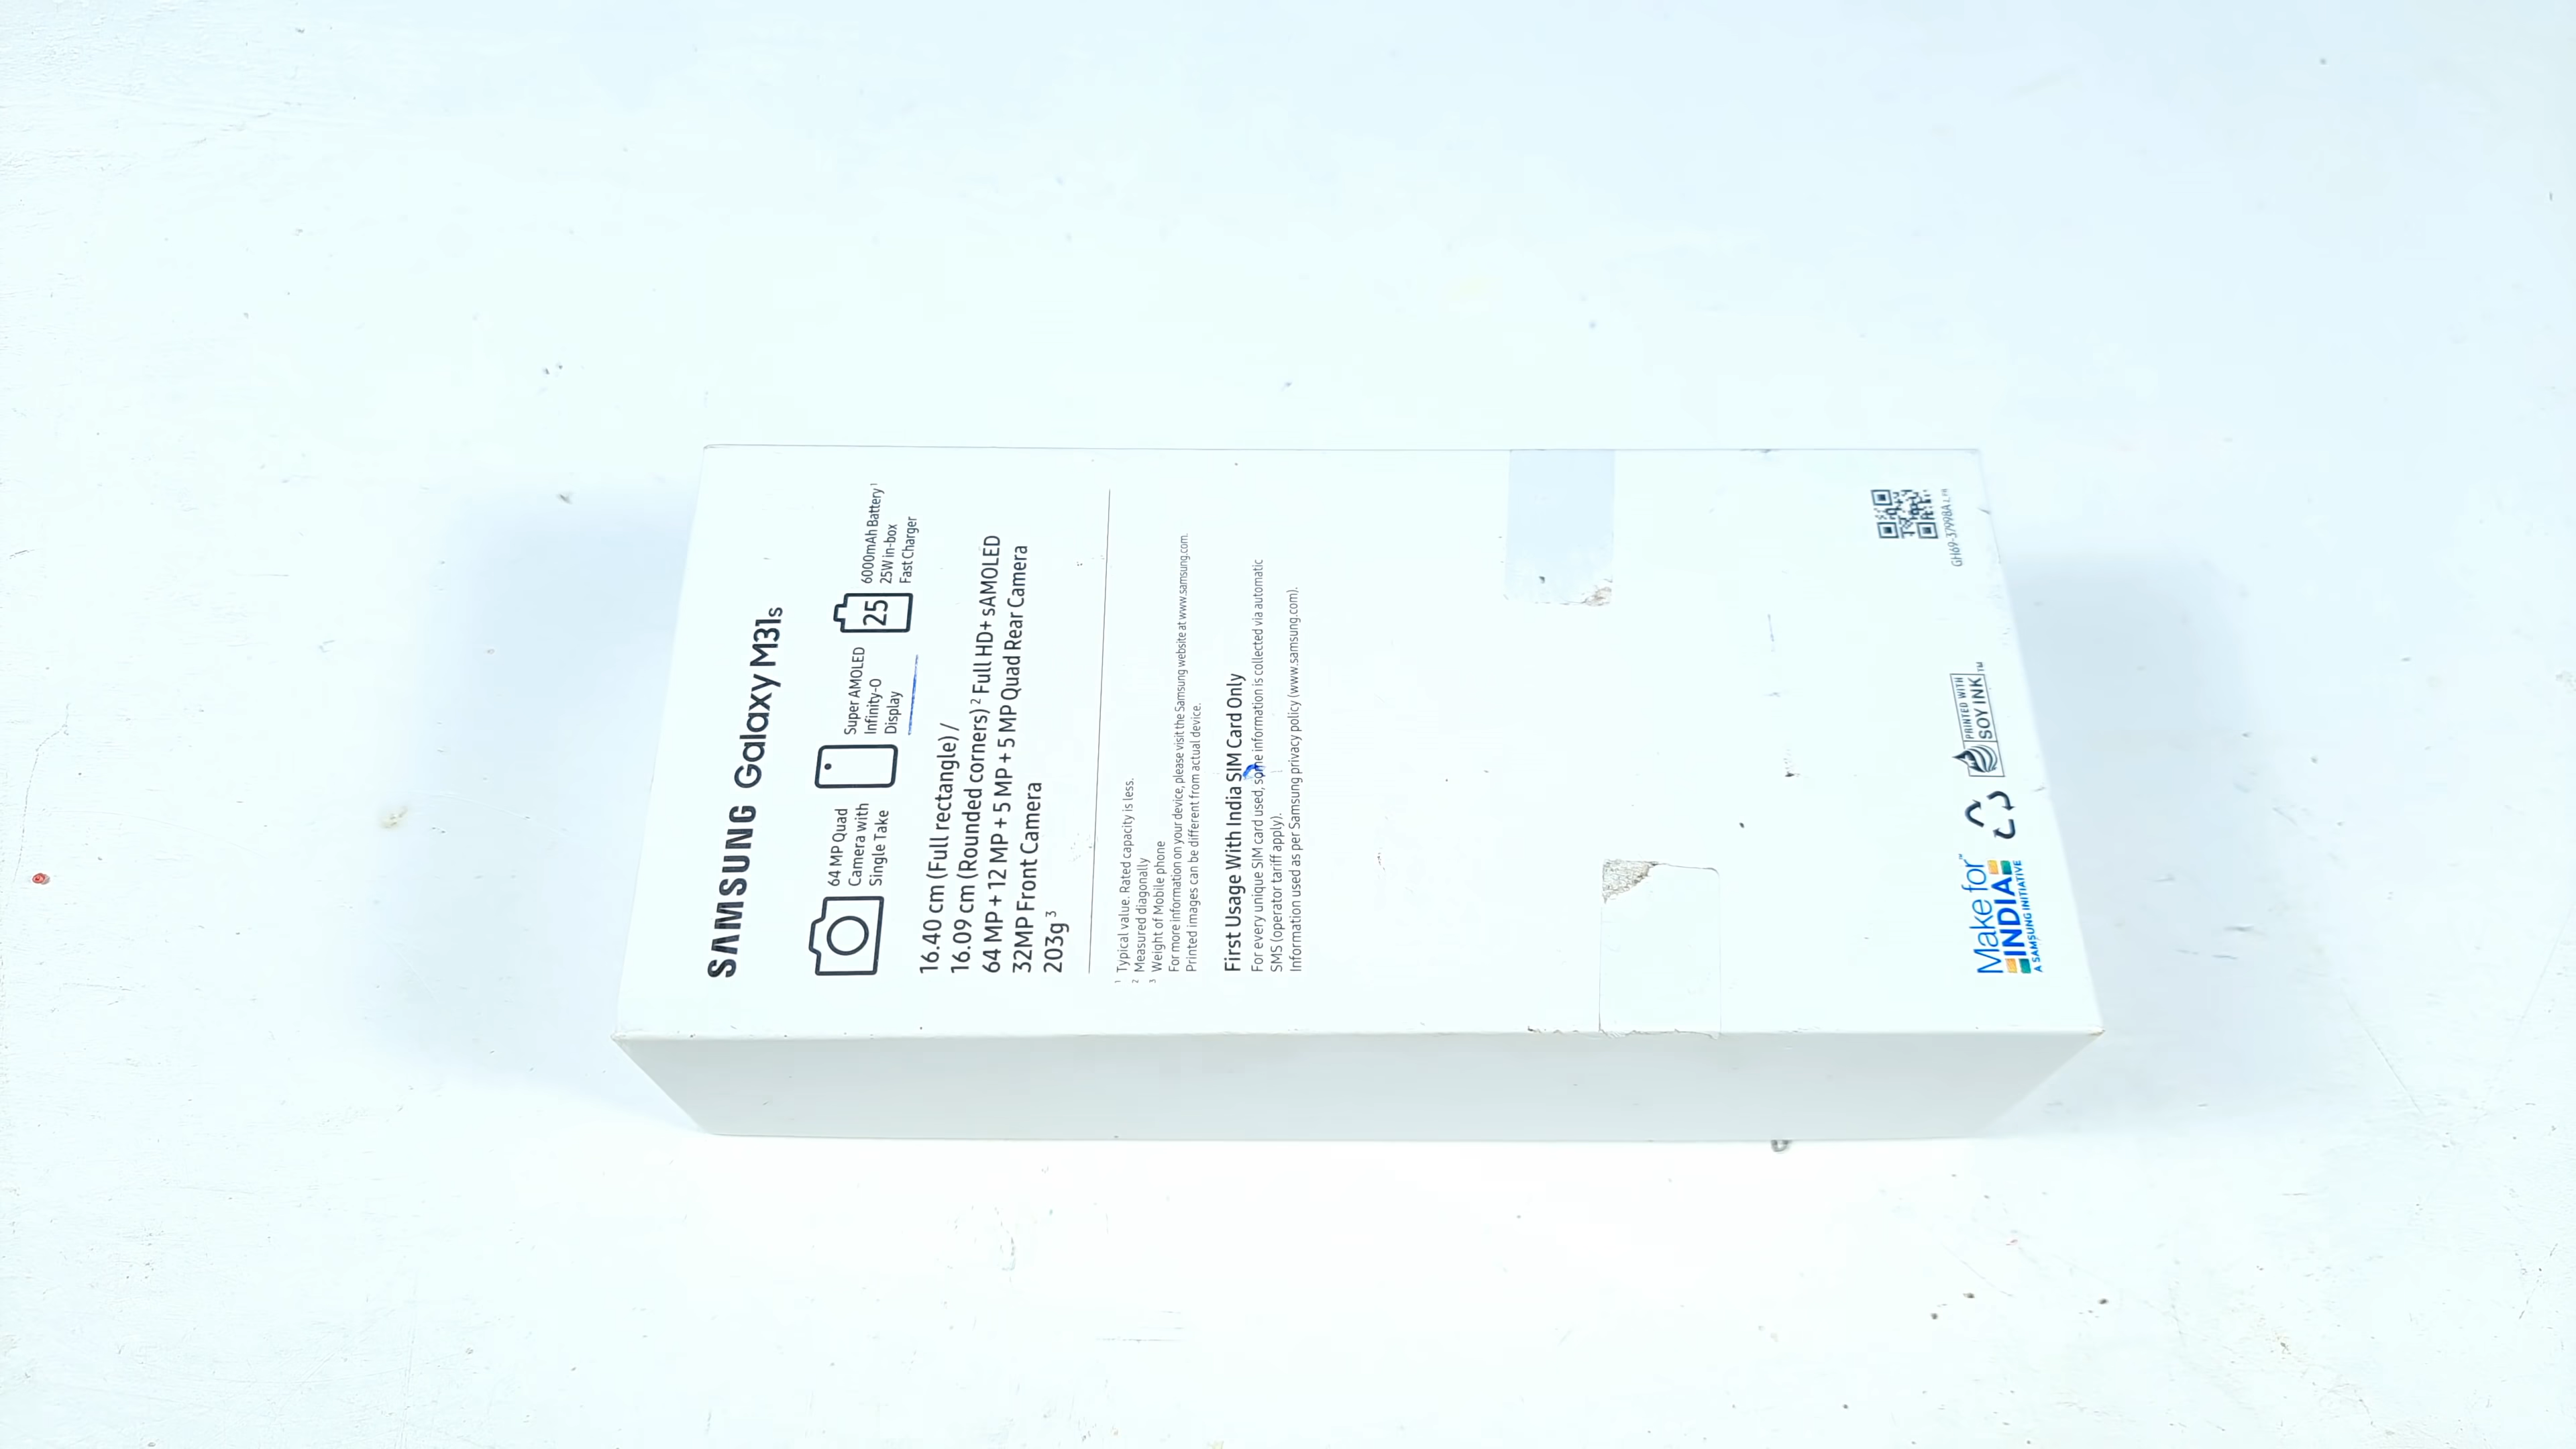 SAMSUNG Galaxy M31s
64 MP Quad
Camera with
Single Take
Super AMOLED
Infinity-O
Display
25
6000mAh Battery¹
25W in-box
Fast Charger
16.40 cm (Full rectangle) /
16.09 cm (Rounded corners) ² Full HD+ sAMOLED
64 MP + 12 MP + 5 MP + 5 MP Quad Rear Camera
32MP Front Camera
203g ³
¹ Typical value. Rated capacity is less.
² Measured diagonally
³ Weight of Mobile phone
For more information on your device, please visit the Samsung website at www.samsung.com.
Printed images can be different from actual device.
First Usage With India SIM Card Only
For every unique SIM card used, some information is collected via automatic
SMS (operator tariff apply).
Information used as per Samsung privacy policy (www.samsung.com).
Make for™
INDIA
A SAMSUNG INITIATIVE
PRINTED WITH
SOY INK™